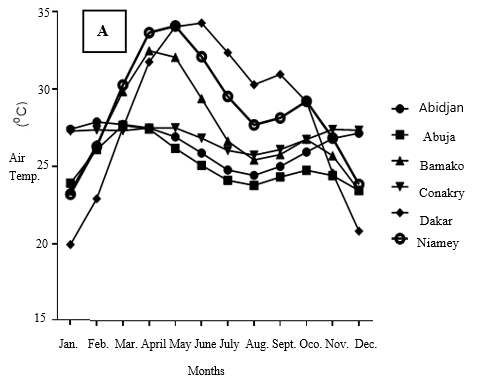 35
A
30
(°C)
Air
Temp.
25
20
15
Jan. Feb. Mar. April May June July Aug. Sept. Oco. Nov. Dec.
Months
Abidjan
Abuja
Bamako
Conakry
Dakar
Niamey